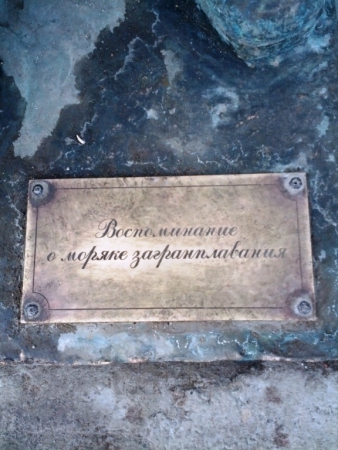 Воспоминание
о моряке загранплавания